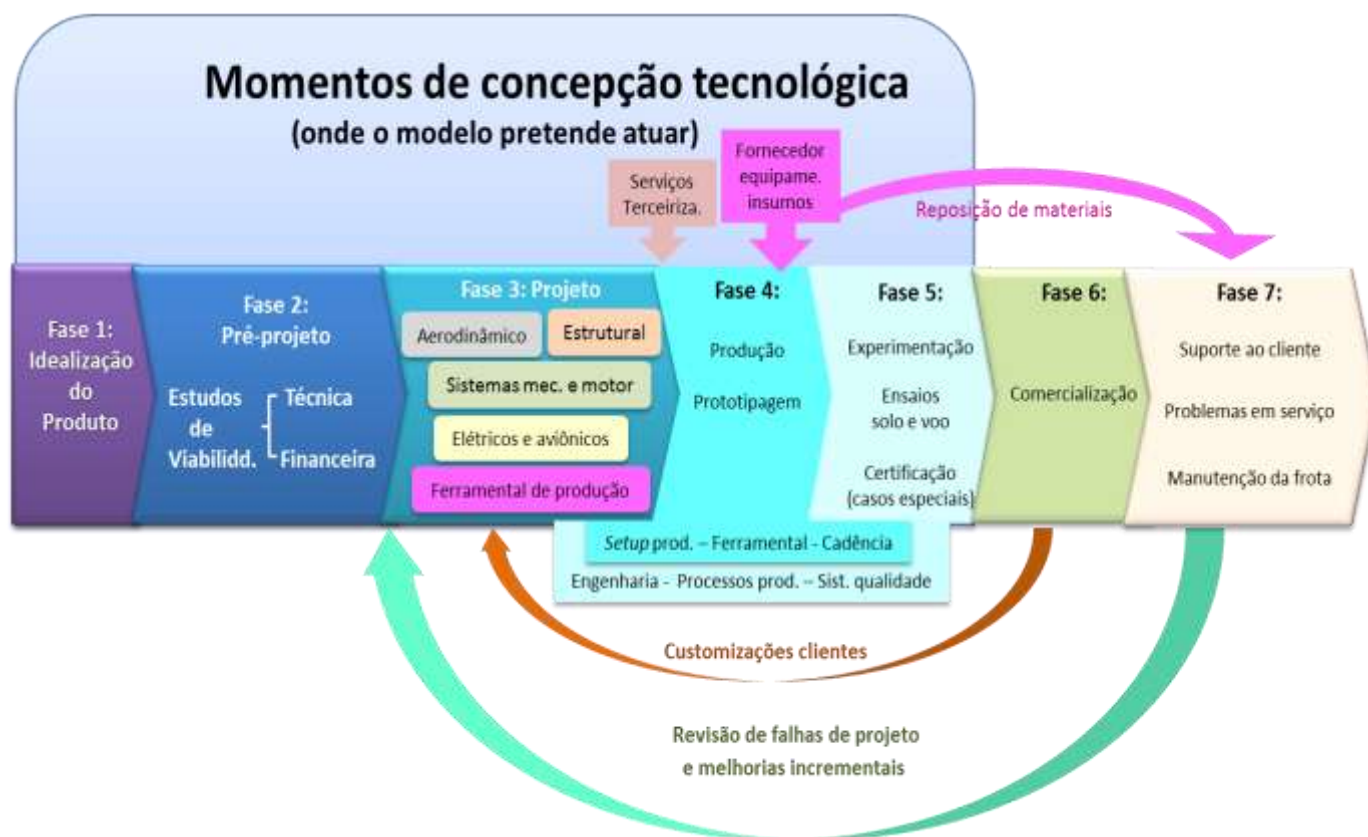 Momentos de concepção tecnológica
(onde o modelo pretende atuar)
Serviços
Terceiriza.
Fornecedor
equipame.
insumos
Reposição de materiais
Fase 1:
Idealização
do
Produto
Fase 2:
Pré-projeto
Estudos
de
Viabilidd.
Técnica
Financeira
Fase 3: Projeto
Aerodinâmico
Estrutural
Sistemas mec. e motor
Elétricos e aviônicos
Ferramental de produção
Fase 4:
Produção
Prototipagem
Fase 5:
Experimentação
Ensaios
solo e voo
Certificação
(casos especiais)
Fase 6:
Comercialização
Fase 7:
Suporte ao cliente
Problemas em serviço
Manutenção da frota
Setup prod. – Ferramental - Cadência
Engenharia - Processos prod. – Sist. qualidade
Customizações clientes
Revisão de falhas de projeto
e melhorias incrementais